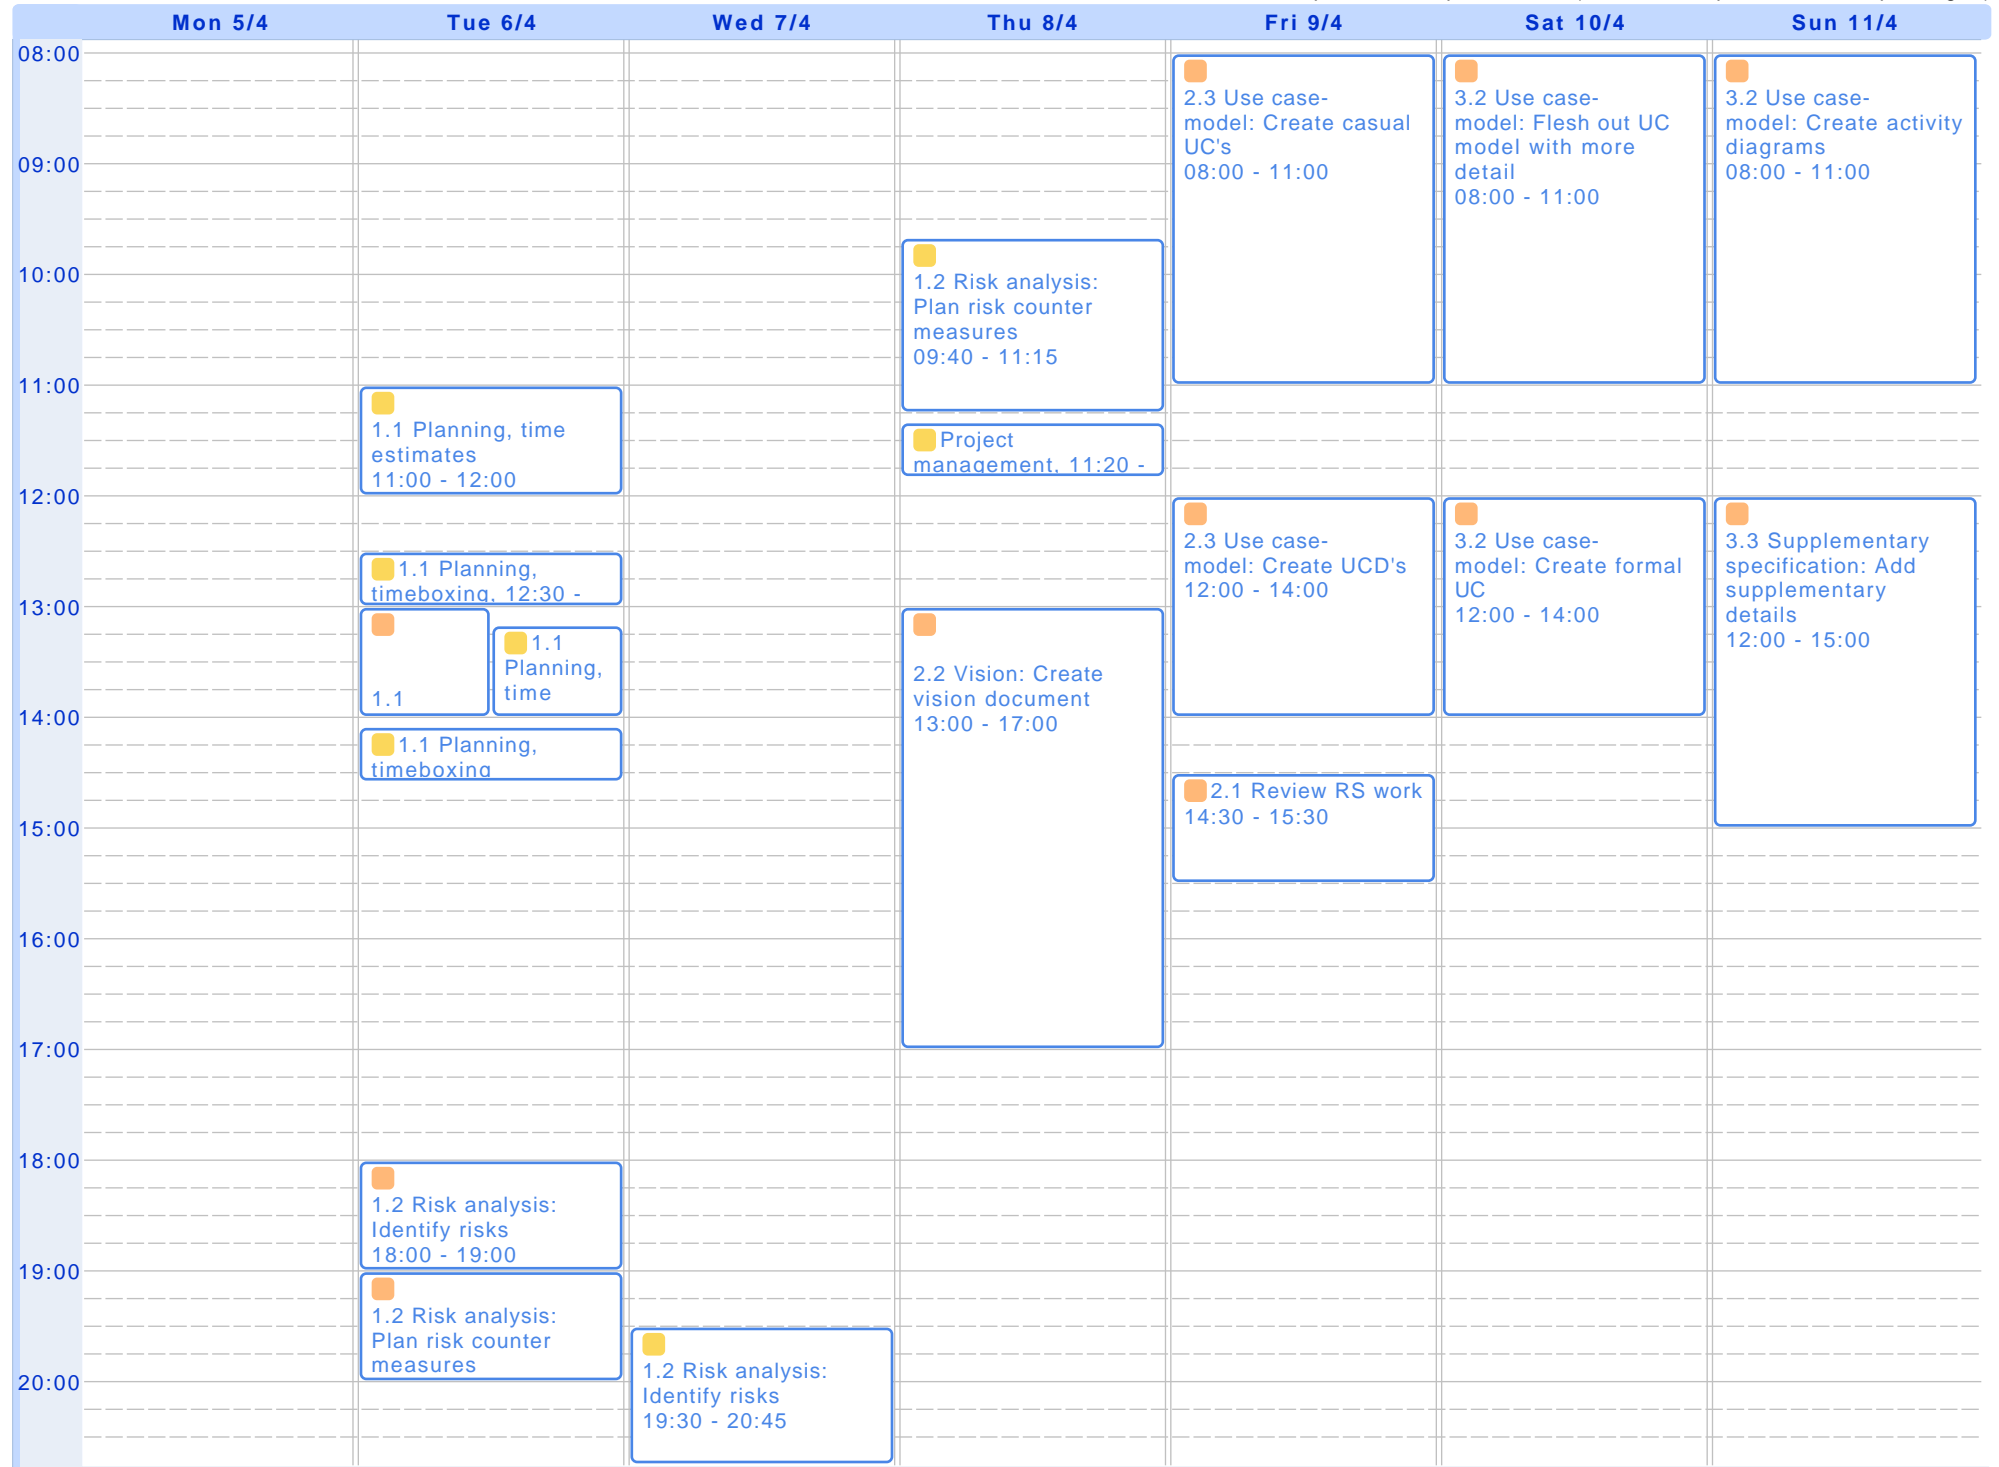 Mon 5/4
Tue 6/4
Wed 7/4
Thu 8/4
Fri 9/4
Sat 10/4
Sun 11/4
08:00
09:00
10:00
11:00
12:00
13:00
14:00
15:00
16:00
17:00
18:00
19:00
20:00
1.1 Planning, time
estimates
11:00 - 12:00
1.1 Planning,
timeboxing, 12:30 -
1.1
1.1
Planning,
time
1.1 Planning,
timeboxing
1.2 Risk analysis:
Identify risks
18:00 - 19:00
1.2 Risk analysis:
Plan risk counter
measures
1.2 Risk analysis:
Identify risks
19:30 - 20:45
1.2 Risk analysis:
Plan risk counter
measures
09:40 - 11:15
Project
management, 11:20 -
2.2 Vision: Create
vision document
13:00 - 17:00
2.3 Use case-
model: Create casual
UC's
08:00 - 11:00
2.3 Use case-
model: Create UCD's
12:00 - 14:00
2.1 Review RS work
14:30 - 15:30
3.2 Use case-
model: Flesh out UC
model with more
detail
08:00 - 11:00
3.2 Use case-
model: Create formal
UC
12:00 - 14:00
3.2 Use case-
model: Create activity
diagrams
08:00 - 11:00
3.3 Supplementary
specification: Add
supplementary
details
12:00 - 15:00